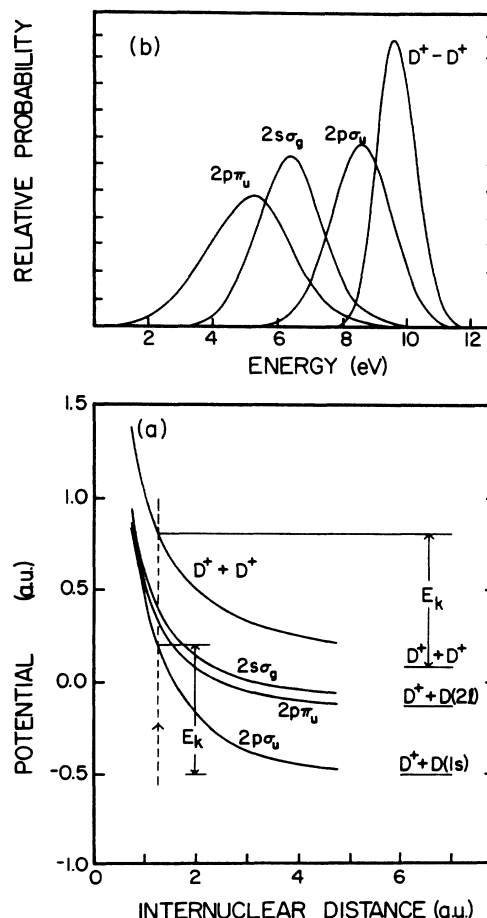 (b)
D⁺ – D⁺
2sσg
2pσu
2pπu
RELATIVE PROBABILITY
2 4 6 8 10 12
ENERGY (eV)
1.5
(a)
1.0
D⁺ + D⁺
Ek
0.5
D⁺ + D⁺
2sσg
D⁺ + D(2l)
0.0
2pπu
Ek
2pσu
D⁺ + D(1s)
-0.5
-1.0
POTENTIAL (a.u.)
0 2 4 6
INTERNUCLEAR DISTANCE (a.u.)